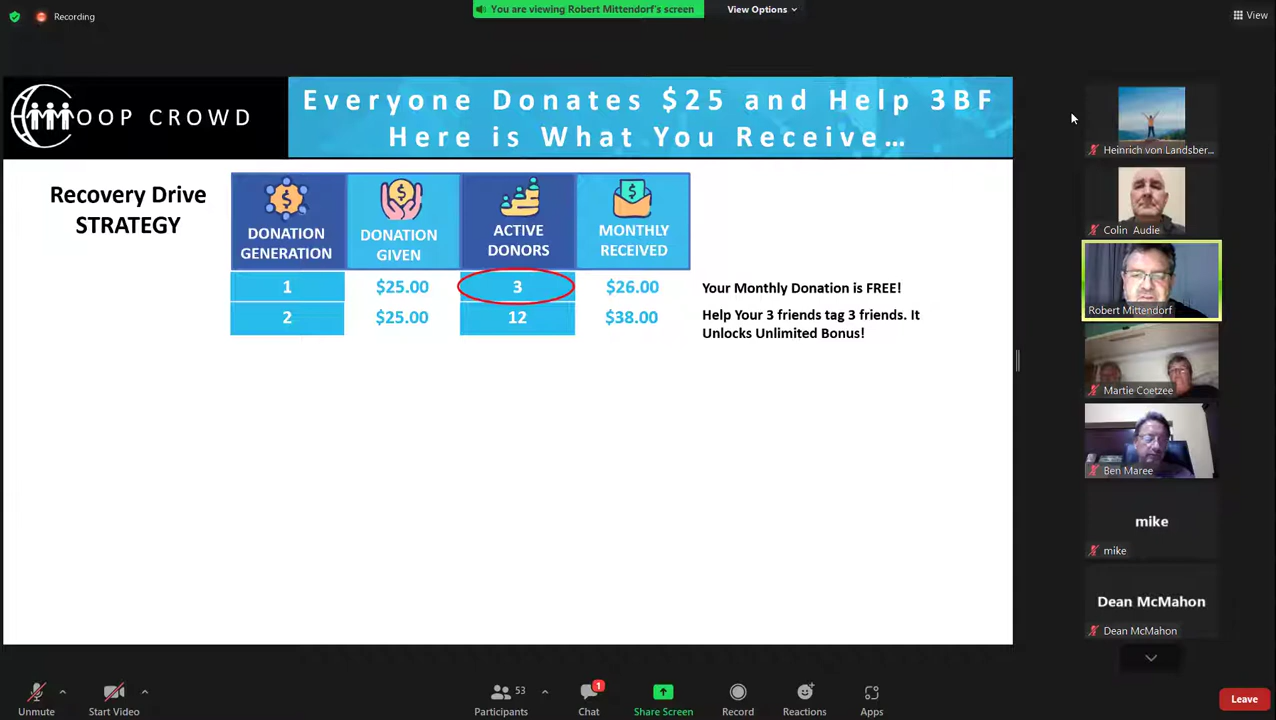 Recording
You are viewing Robert Mittendorf's screen
View Options
View
OOP CROWD
Everyone Donates $25 and Help 3BF
Here is What You Receive…
Recovery Drive
STRATEGY
DONATION
GENERATION
DONATION
GIVEN
ACTIVE
DONORS
MONTHLY
RECEIVED
1
$25.00
3
$26.00
Your Monthly Donation is FREE!
2
$25.00
12
$38.00
Help Your 3 friends tag 3 friends. It
Unlocks Unlimited Bonus!
Heinrich von Landsber...
Colin Audie
Robert Mittendorf
Martie Coetzee
Ben Maree
mike
mike
Dean McMahon
Dean McMahon
Unmute
Start Video
53
Participants
1
Chat
Share Screen
Record
Reactions
Apps
Leave